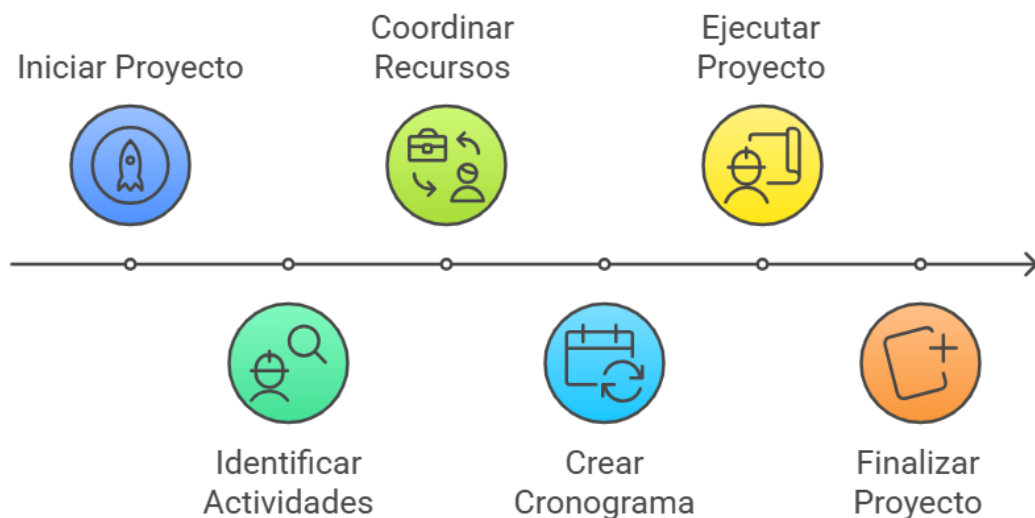 Iniciar Proyecto
Identificar
Actividades
Coordinar
Recursos
Crear
Cronograma
Ejecutar
Proyecto
Finalizar
Proyecto